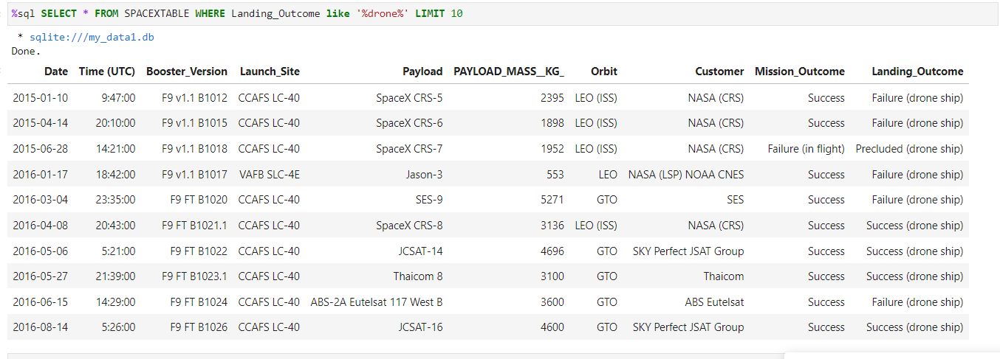 %sql SELECT * FROM SPACEXTABLE WHERE Landing_Outcome like '%drone%' LIMIT 10
* sqlite:///my_data1.db
Done.
Date Time (UTC) Booster_Version Launch_Site Payload PAYLOAD_MASS__KG_ Orbit Customer Mission_Outcome Landing_Outcome
2015-01-10 9:47:00 F9 v1.1 B1012 CCAFS LC-40 SpaceX CRS-5 2395 LEO (ISS) NASA (CRS) Success Failure (drone ship)
2015-04-14 20:10:00 F9 v1.1 B1015 CCAFS LC-40 SpaceX CRS-6 1898 LEO (ISS) NASA (CRS) Success Failure (drone ship)
2015-06-28 14:21:00 F9 v1.1 B1018 CCAFS LC-40 SpaceX CRS-7 1952 LEO (ISS) NASA (CRS) Failure (in flight) Precluded (drone ship)
2016-01-17 18:42:00 F9 v1.1 B1017 VAFB SLC-4E Jason-3 553 LEO NASA (LSP) NOAA CNES Success Failure (drone ship)
2016-03-04 23:35:00 F9 FT B1020 CCAFS LC-40 SES-9 5271 GTO SES Success Failure (drone ship)
2016-04-08 20:43:00 F9 FT B1021.1 CCAFS LC-40 SpaceX CRS-8 3136 LEO (ISS) NASA (CRS) Success Success (drone ship)
2016-05-06 5:21:00 F9 FT B1022 CCAFS LC-40 JCSAT-14 4696 GTO SKY Perfect JSAT Group Success Success (drone ship)
2016-05-27 21:39:00 F9 FT B1023.1 CCAFS LC-40 Thaicom 8 3100 GTO Thaicom Success Success (drone ship)
2016-06-15 14:29:00 F9 FT B1024 CCAFS LC-40 ABS-2A Eutelsat 117 West B 3600 GTO ABS Eutelsat Success Failure (drone ship)
2016-08-14 5:26:00 F9 FT B1026 CCAFS LC-40 JCSAT-16 4600 GTO SKY Perfect JSAT Group Success Success (drone ship)